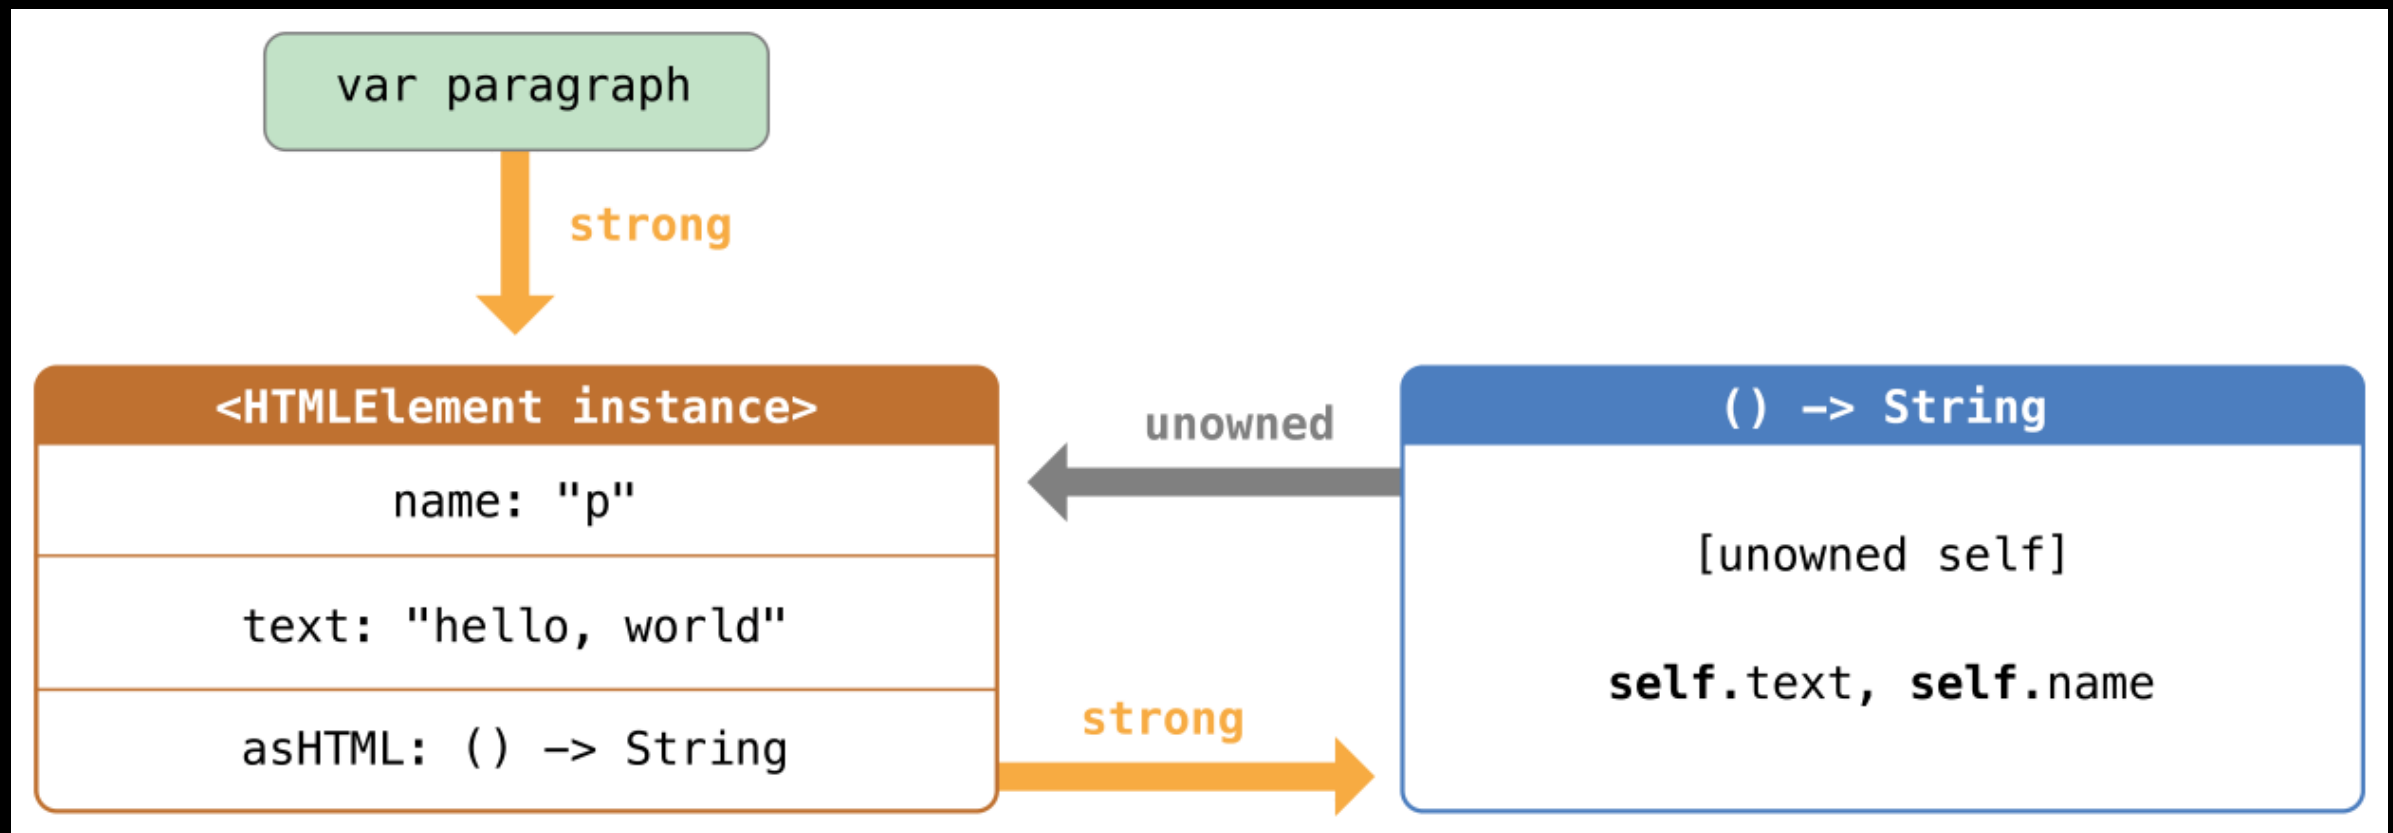 var paragraph
strong
<HTMLElement instance>
name: "p"
text: "hello, world"
asHTML: () -> String
unowned
strong
() -> String
[unowned self]
self.text, self.name